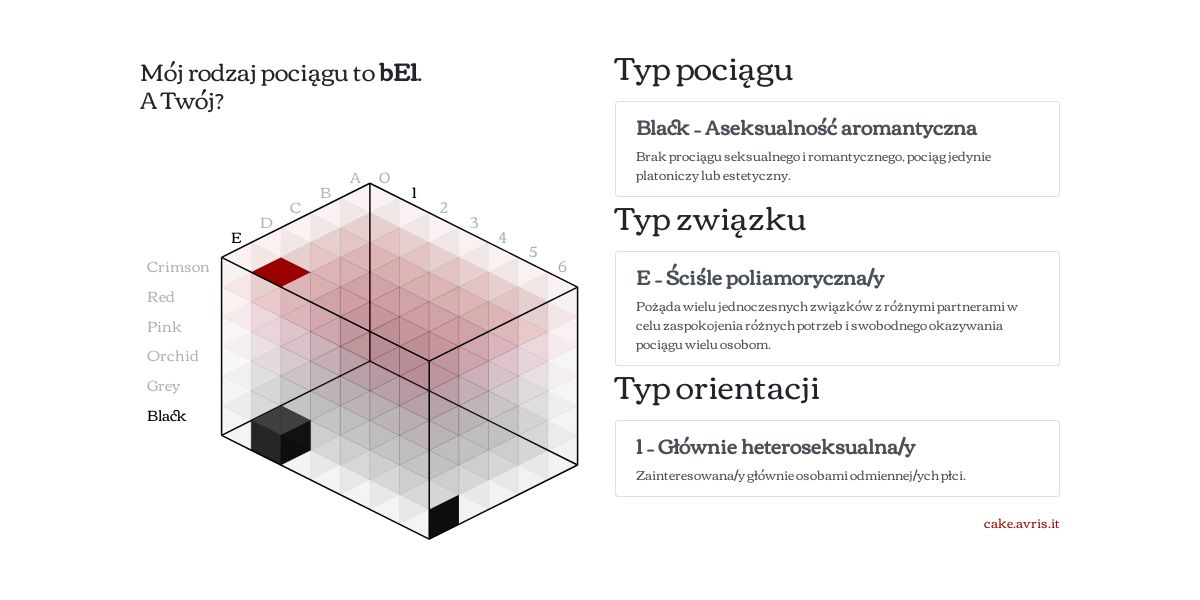 Mój rodzaj pociągu to bE1.
A Twój?
A O
B 1
C 2
D 3
E 4
5
6
Crimson
Red
Pink
Orchid
Grey
Black
Typ pociągu
Black - Aseksualność aromantyczna
Brak prociągu seksualnego i romantycznego, pociąg jedynie
platoniczy lub estetyczny.
Typ związku
E - Ściśle poliamoryczna/y
Pożąda wielu jednoczesnych związków z różnymi partnerami w
celu zaspokojenia różnych potrzeb i swobodnego okazywania
pociągu wielu osobom.
Typ orientacji
1 - Głównie heteroseksualna/y
Zainteresowana/y głównie osobami odmiennej/ych płci.
cake.avris.it